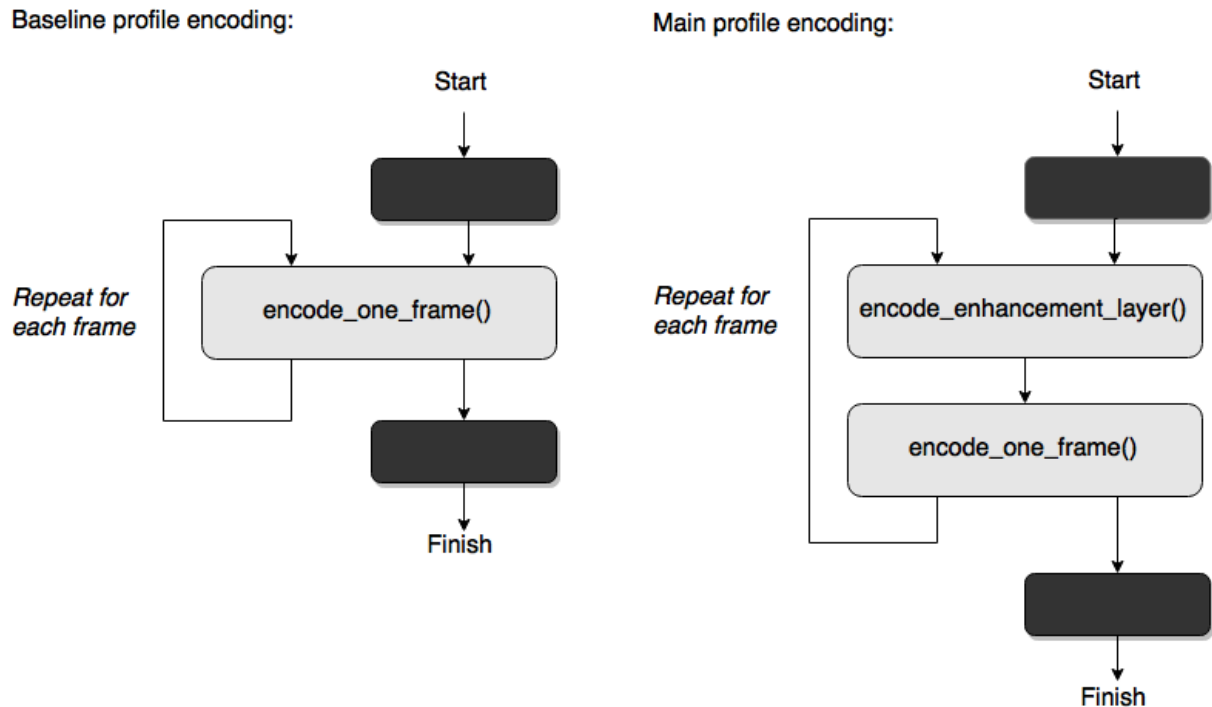 Baseline profile encoding:
Start
Repeat for
each frame
encode_one_frame()
Finish
Main profile encoding:
Start
Repeat for
each frame
encode_enhancement_layer()
encode_one_frame()
Finish